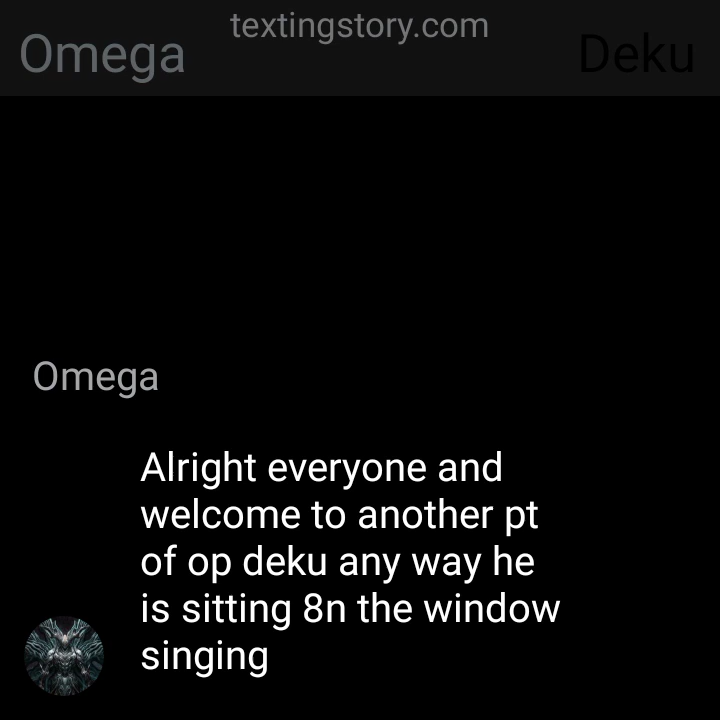 textingstory.com
Omega Deku
Omega
Alright everyone and
welcome to another pt
of op deku any way he
is sitting 8n the window
singing